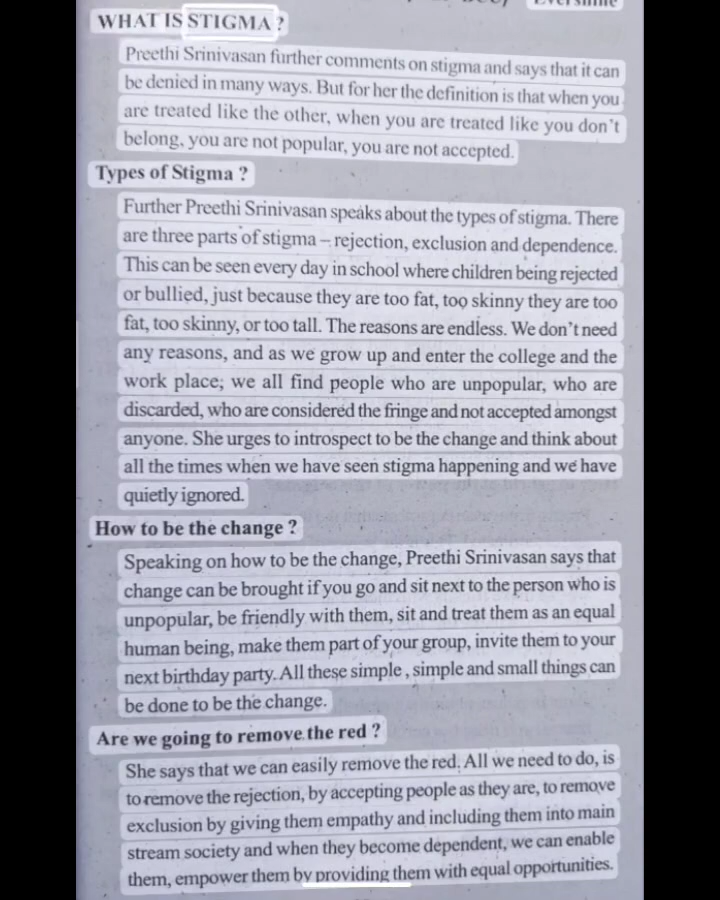 WHAT IS STIGMA ?
Preethi Srinivasan further comments on stigma and says that it can
be denied in many ways. But for her the definition is that when you
are treated like the other, when you are treated like you don't
belong, you are not popular, you are not accepted.
Types of Stigma ?
Further Preethi Srinivasan speaks about the types of stigma. There
are three parts of stigma – rejection, exclusion and dependence.
This can be seen every day in school where children being rejected
or bullied, just because they are too fat, too skinny they are too
fat, too skinny, or too tall. The reasons are endless. We don't need
any reasons, and as we grow up and enter the college and the
work place; we all find people who are unpopular, who are
discarded, who are considered the fringe and not accepted amongst
anyone. She urges to introspect to be the change and think about
all the times when we have seen stigma happening and we have
quietly ignored.
How to be the change ?
Speaking on how to be the change, Preethi Srinivasan says that
change can be brought if you go and sit next to the person who is
unpopular, be friendly with them, sit and treat them as an equal
human being, make them part of your group, invite them to your
next birthday party. All these simple, simple and small things can
be done to be the change.
Are we going to remove the red ?
She says that we can easily remove the red. All we need to do, is
to remove the rejection, by accepting people as they are, to remove
exclusion by giving them empathy and including them into main
stream society and when they become dependent, we can enable
them, empower them by providing them with equal opportunities.